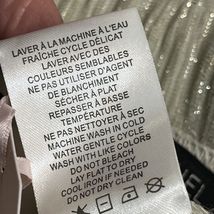 LAVER À LA MACHINE À L'EAU
FRAÎCHE CYCLE DÉLICAT
LAVER AVEC DES
COULEURS SEMBLABLES
NE PAS UTILISER D'AGENT
DE BLANCHIMENT
SÉCHER À PLAT
REPASSER À BASSE
TEMPÉRATURE
NE PAS NETTOYER À SEC
MACHINE WASH IN COLD
WATER GENTLE CYCLE
WASH WITH LIKE COLORS
DO NOT BLEACH
LAY FLAT TO DRY
COOL IRON IF NEEDED
DO NOT DRY CLEAN